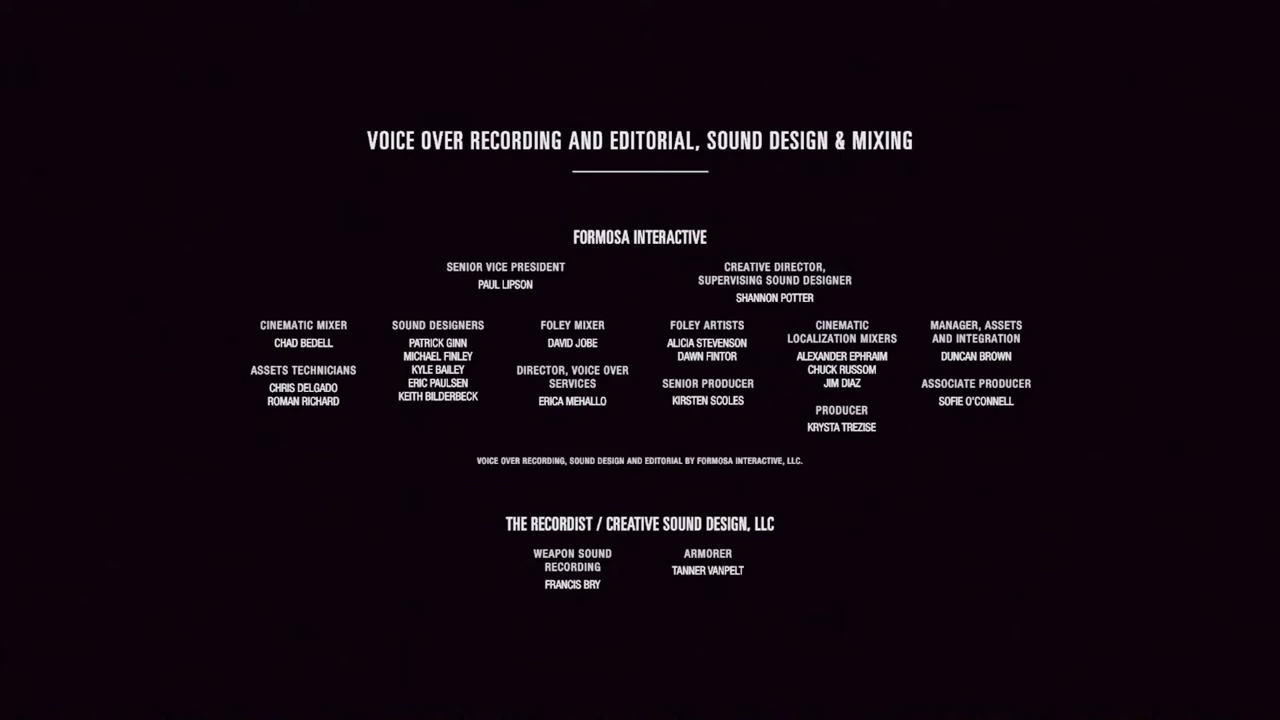 VOICE OVER RECORDING AND EDITORIAL, SOUND DESIGN & MIXING
FORMOSA INTERACTIVE
SENIOR VICE PRESIDENT
PAUL LIPSON
CREATIVE DIRECTOR,
SUPERVISING SOUND DESIGNER
SHANNON POTTER
CINEMATIC MIXER
CHAD BEDELL
ASSETS TECHNICIANS
CHRIS DELGADO
ROMAN RICHARD
SOUND DESIGNERS
PATRICK GINN
MICHAEL FINLEY
KYLE BAILEY
ERIC PAULSEN
KEITH BILDERBECK
FOLEY MIXER
DAVID JOBE
DIRECTOR, VOICE OVER
SERVICES
ERICA MEHALLO
FOLEY ARTISTS
ALICIA STEVENSON
DAWN FINTOR
SENIOR PRODUCER
KIRSTEN SCOLES
CINEMATIC
LOCALIZATION MIXERS
ALEXANDER EPHRAIM
CHUCK RUSSOM
JIM DIAZ
PRODUCER
KRYSTA TREZISE
MANAGER, ASSETS
AND INTEGRATION
DUNCAN BROWN
ASSOCIATE PRODUCER
SOFIE O'CONNELL
VOICE OVER RECORDING, SOUND DESIGN AND EDITORIAL BY FORMOSA INTERACTIVE, LLC.
THE RECORDIST / CREATIVE SOUND DESIGN, LLC
WEAPON SOUND
RECORDING
FRANCIS BRY
ARMORER
TANNER VANPELT